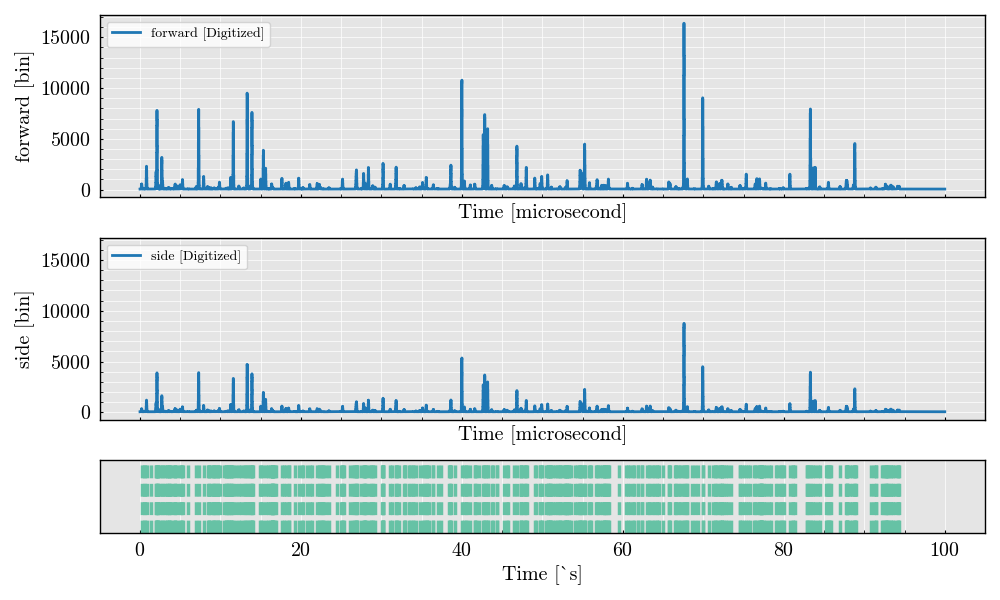 forward [bin]
15000
10000
5000
0
forward [Digitized]
Time [microsecond]
side [bin]
15000
10000
5000
0
side [Digitized]
Time [microsecond]
0 20 40 60 80 100
Time [`s]